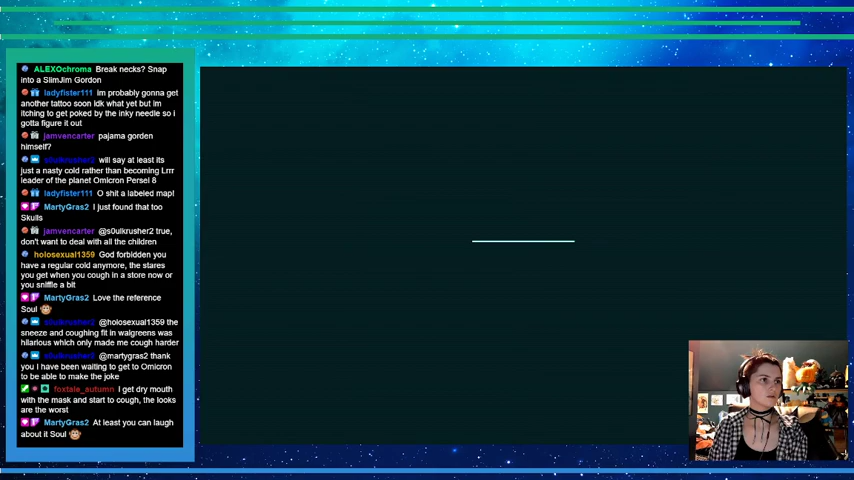 ALEXOchroma Break necks? Snap
into a SlimJim Gordon
ladyfister111 Im probably gonna get
another tattoo soon idk what yet but im
itching to get poked by the inky needle so i
gotta figure it out
jamvencarter pajama gorden
himself?
s0ulkrusher2 will say at least its
just a nasty cold rather than becoming Lrrr
leader of the planet Omicron Persei 8
ladyfister111 O shit a labeled map!
MartyGras2 I just found that too
Skulls
jamvencarter @s0ulkrusher2 true,
don't want to deal with all the children
holosexual1359 God forbidden you
have a regular cold anymore, the stares
you get when you cough in a store now or
you sniffle a bit
MartyGras2 Love the reference
Soul
s0ulkrusher2 @holosexual1359 the
sneeze and coughing fit in walgreens was
hilarious which only made me cough harder
s0ulkrusher2 @martygras2 thank
you I have been waiting to get to Omicron
to be able to make the joke
foxtale_autumn I get dry mouth
with the mask and start to cough, the looks
are the worst
MartyGras2 At least you can laugh
about it Soul